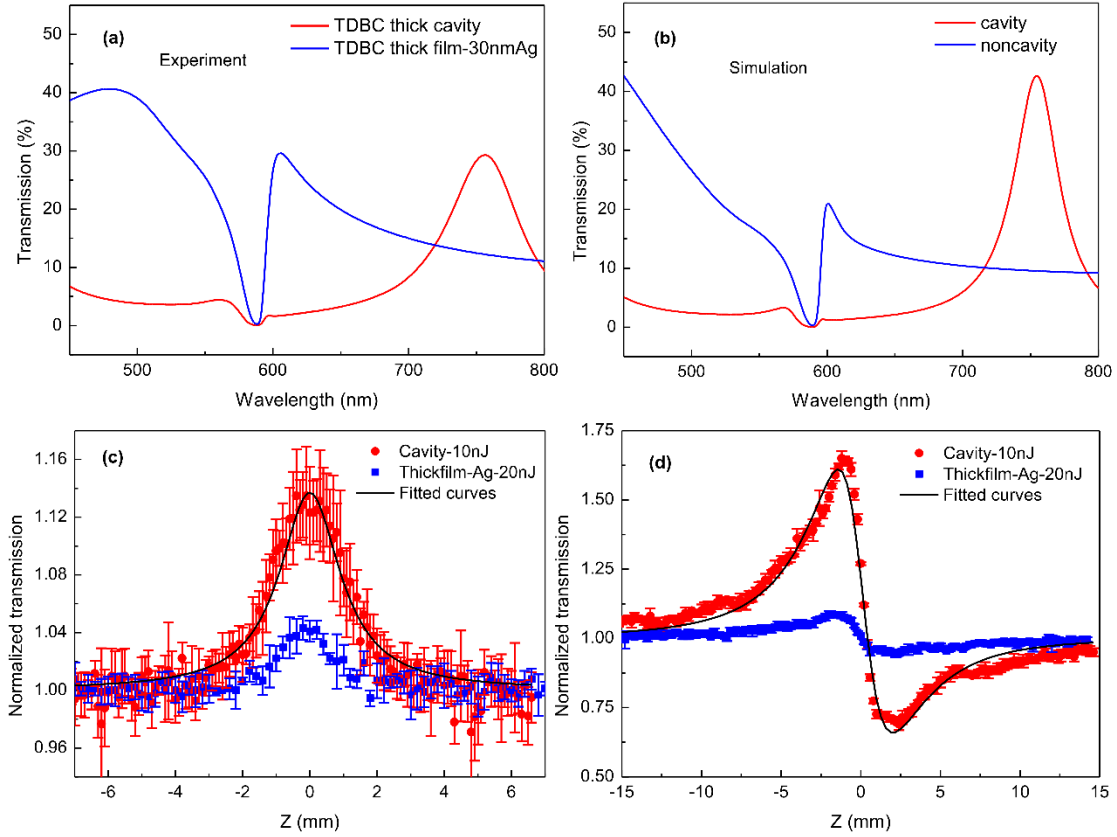 (a)
TDBC thick cavity
TDBC thick film-30nmAg
Experiment
50
40
30
20
10
0
Transmission (%)
500
600
700
800
Wavelength (nm)
(b)
cavity
noncavity
Simulation
50
40
30
20
10
0
Transmission (%)
500
600
700
800
Wavelength (nm)
(c)
Cavity-10nJ
Thickfilm-Ag-20nJ
Fitted curves
1.16
1.12
1.08
1.04
1.00
0.96
Normalized transmission
-6
-4
-2
0
2
4
6
Z (mm)
(d)
Cavity-10nJ
Thickfilm-Ag-20nJ
Fitted curves
1.75
1.50
1.25
1.00
0.75
0.50
Normalized transmission
-15
-10
-5
0
5
10
15
Z (mm)